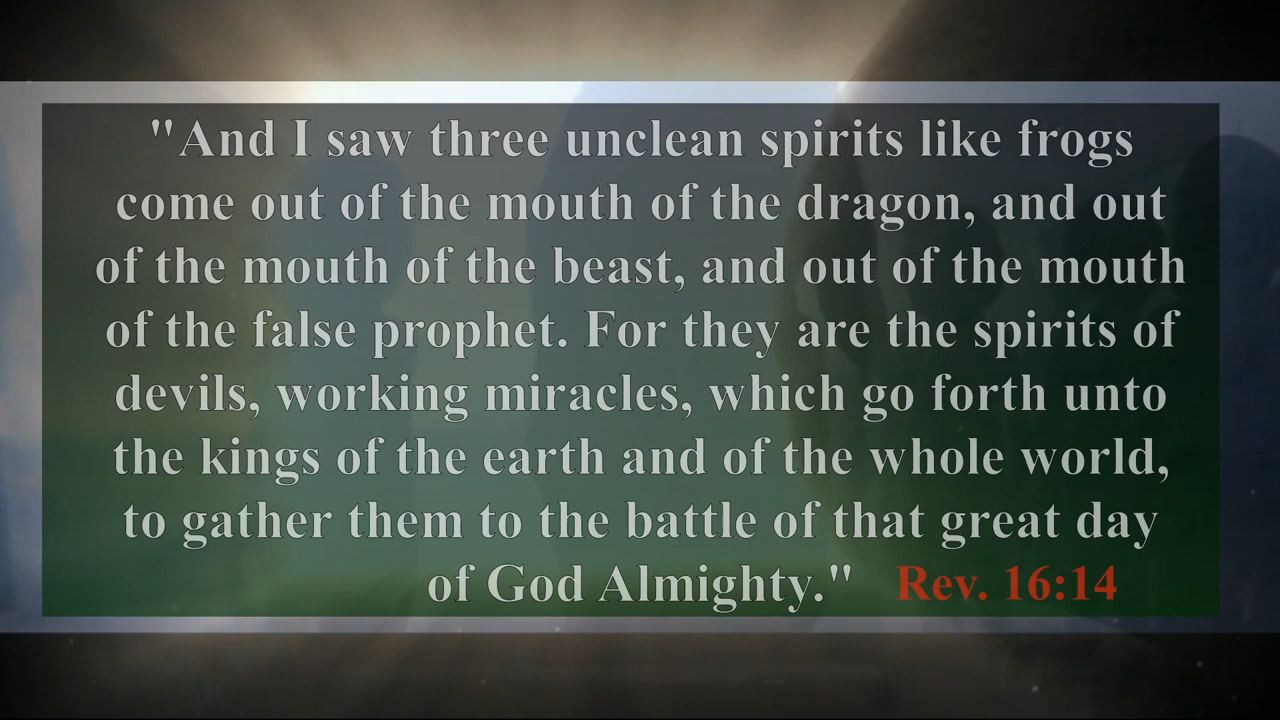 "And I saw three unclean spirits like frogs
come out of the mouth of the dragon, and out
of the mouth of the beast, and out of the mouth
of the false prophet. For they are the spirits of
devils, working miracles, which go forth unto
the kings of the earth and of the whole world,
to gather them to the battle of that great day
of God Almighty." Rev. 16:14